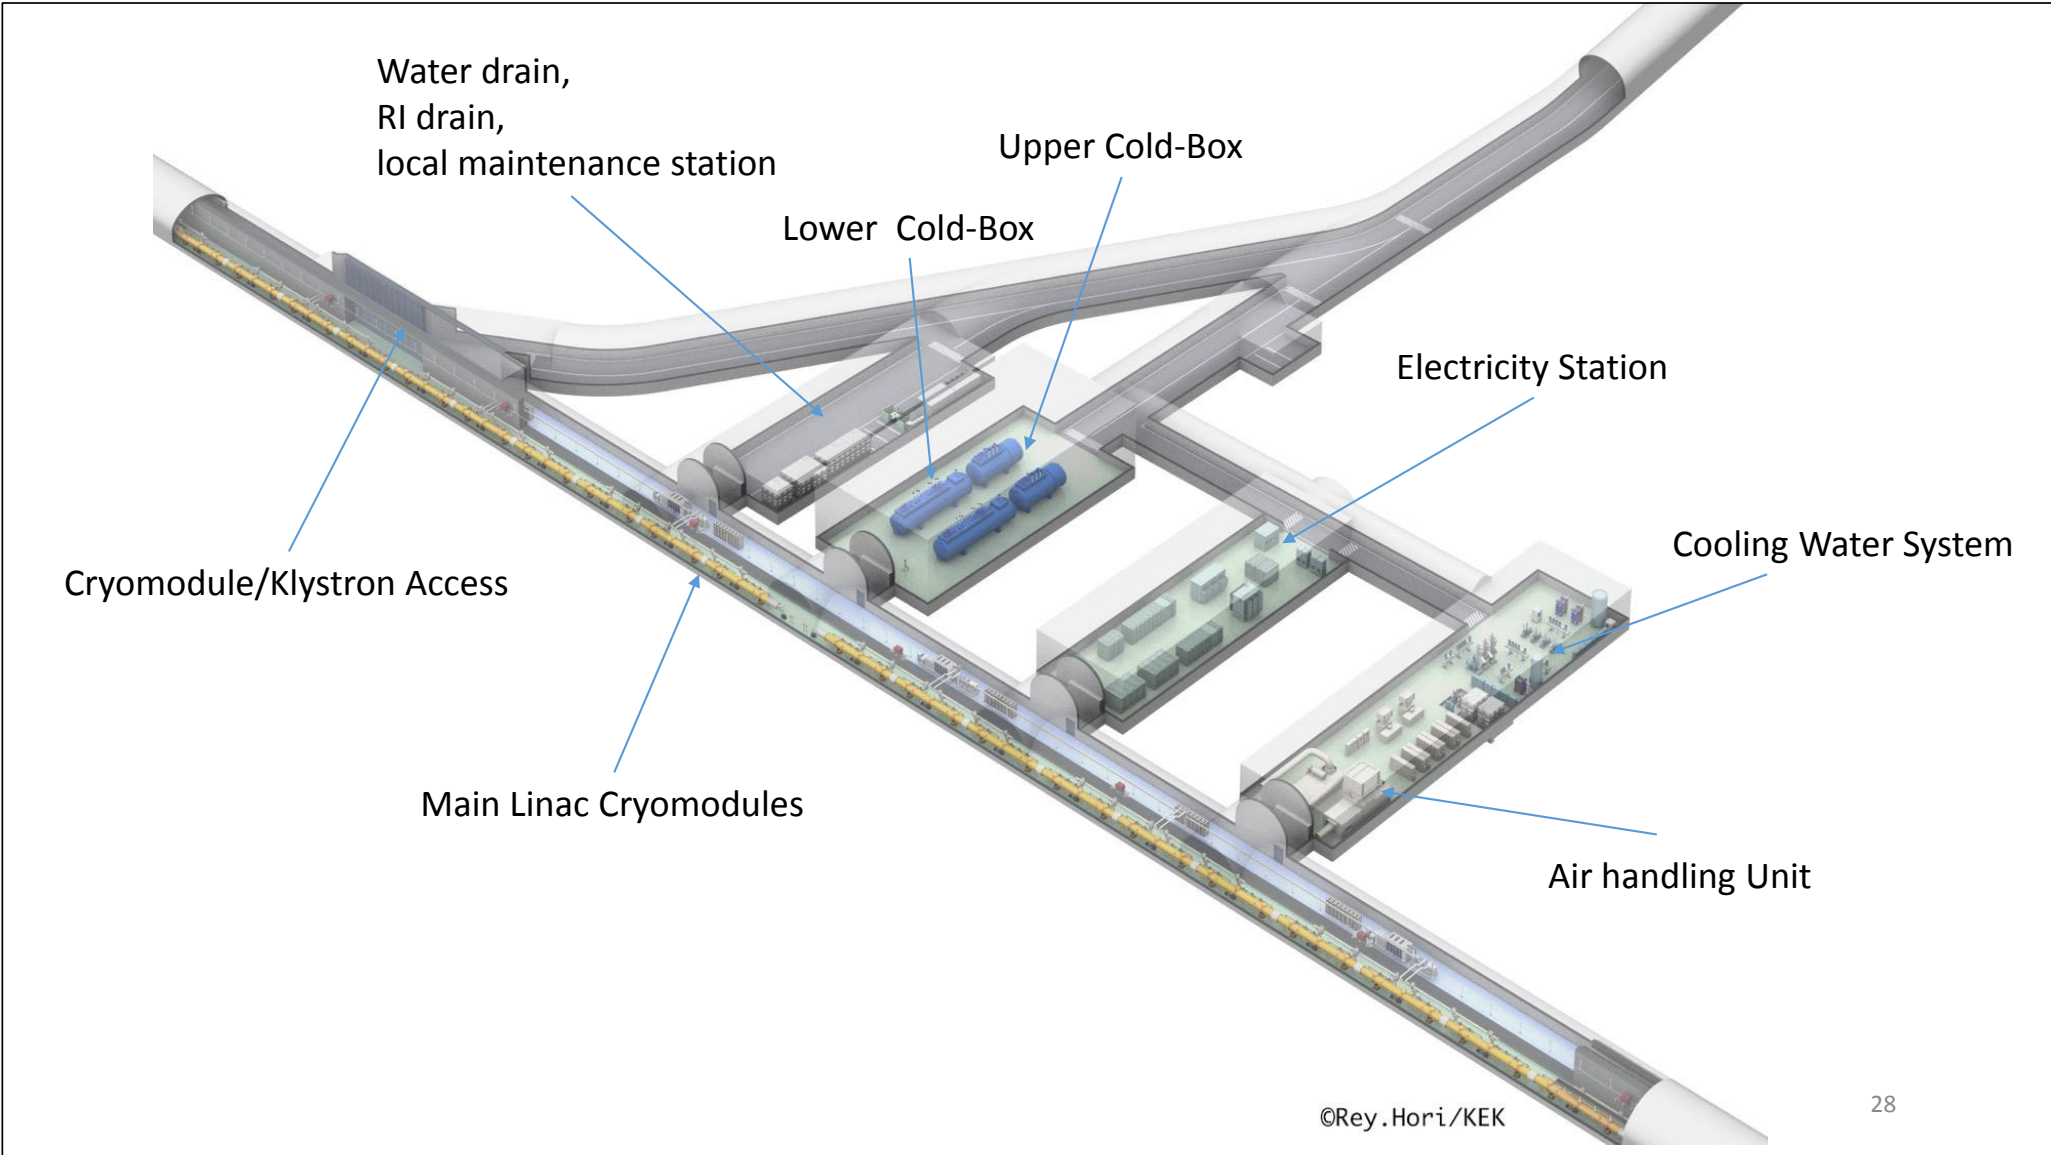 Water drain,
RI drain,
local maintenance station
Upper Cold-Box
Lower Cold-Box
Electricity Station
Cooling Water System
Cryomodule/Klystron Access
Main Linac Cryomodules
Air handling Unit
©Rey.Hori/KEK
28